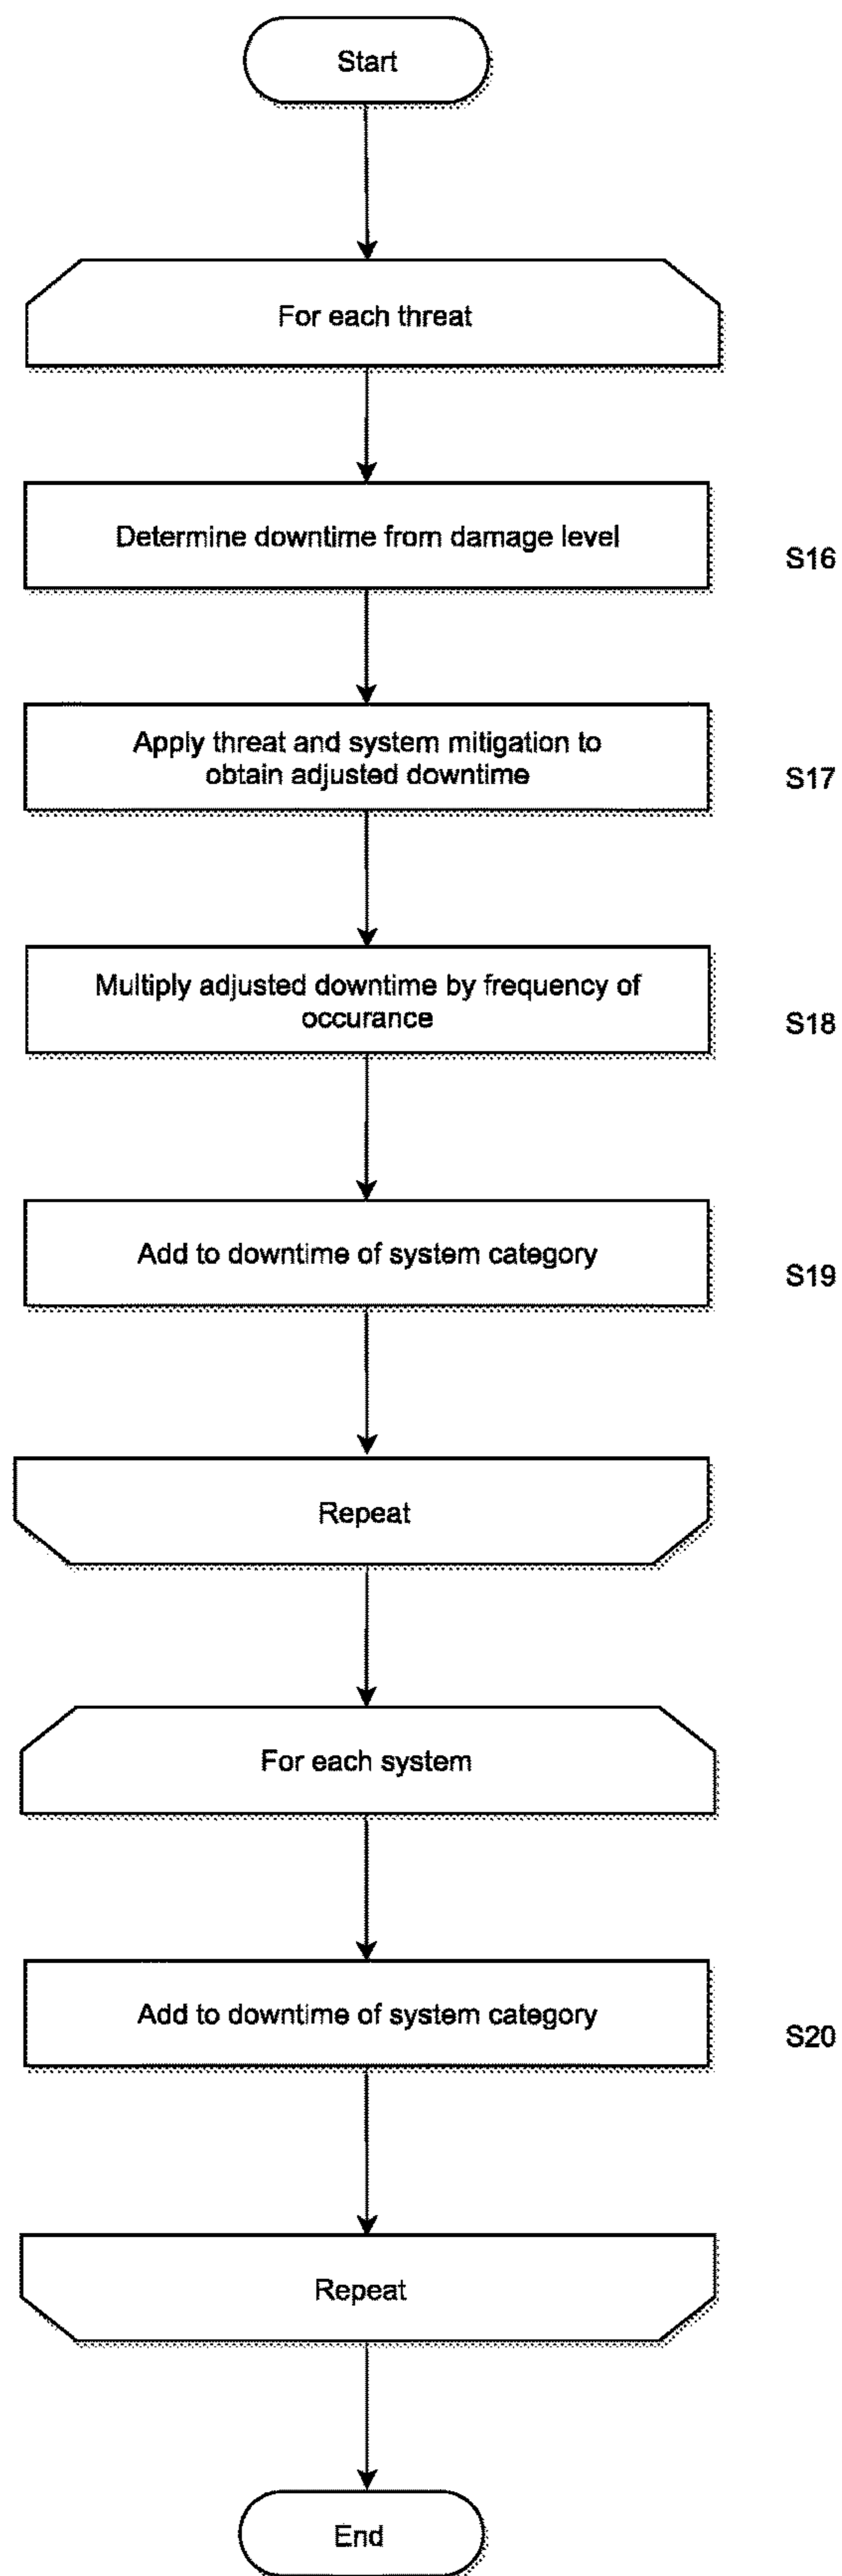 Start
For each threat
Determine downtime from damage level
S16
Apply threat and system mitigation to
obtain adjusted downtime
S17
Multiply adjusted downtime by frequency of
occurance
S18
Add to downtime of system category
S19
Repeat
For each system
Add to downtime of system category
S20
Repeat
End